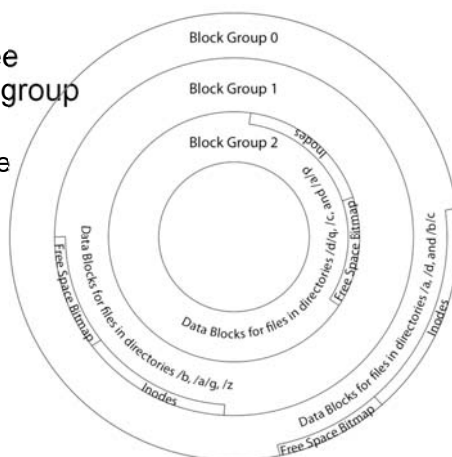 ee
group
e
Block Group 0
Block Group 1
Block Group 2
Inodes
Free Space Bitmap
Data Blocks for files in directories /d/q, /c, and /a/p
Data Blocks for files in directories /b, /a/g, /z
Free Space Bitmap
Inodes
Data Blocks for files in directories /a, /d, and /b/c
Free Space Bitmap
Inodes